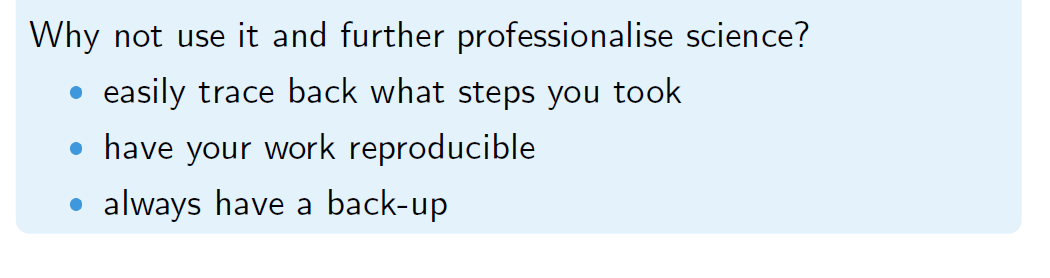 Why not use it and further professionalise science?
• easily trace back what steps you took
• have your work reproducible
• always have a back-up